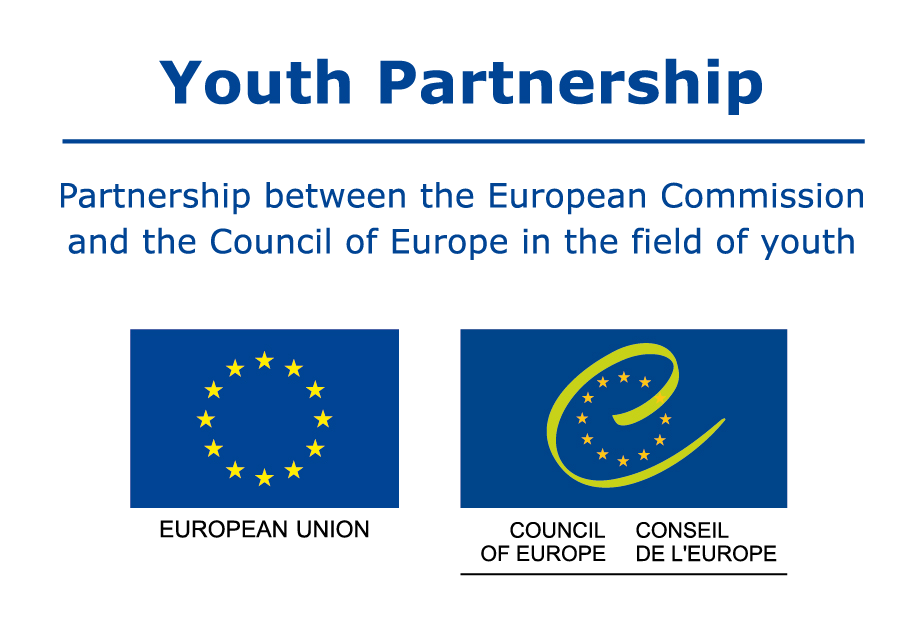 Youth Partnership
Partnership between the European Commission
and the Council of Europe in the field of youth
EUROPEAN UNION
COUNCIL
OF EUROPE
CONSEIL
DE L'EUROPE